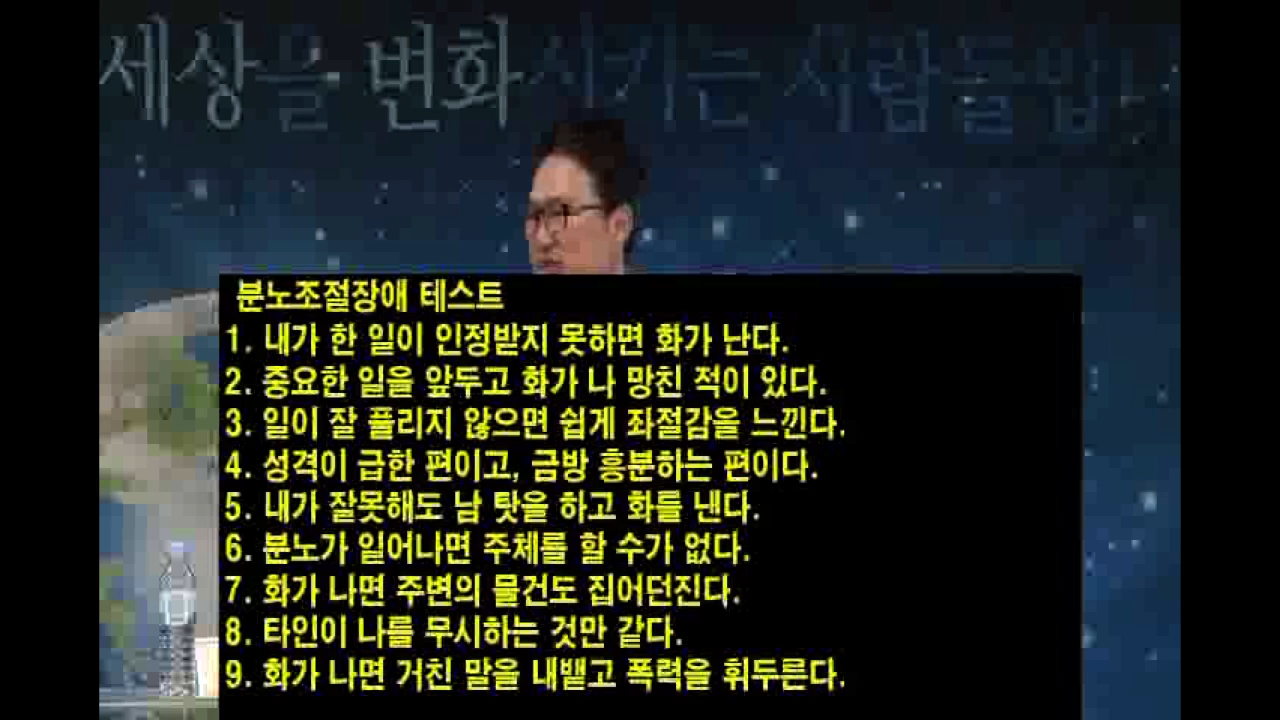 세상을 변화시키는 사람들입니
분노조절장애 테스트
1. 내가 한 일이 인정받지 못하면 화가 난다.
2. 중요한 일을 앞두고 화가 나 망친 적이 있다.
3. 일이 잘 풀리지 않으면 쉽게 좌절감을 느낀다.
4. 성격이 급한 편이고, 금방 흥분하는 편이다.
5. 내가 잘못해도 남 탓을 하고 화를 낸다.
6. 분노가 일어나면 주체를 할 수가 없다.
7. 화가 나면 주변의 물건도 집어던진다.
8. 타인이 나를 무시하는 것만 같다.
9. 화가 나면 거친 말을 내뱉고 폭력을 휘두른다.